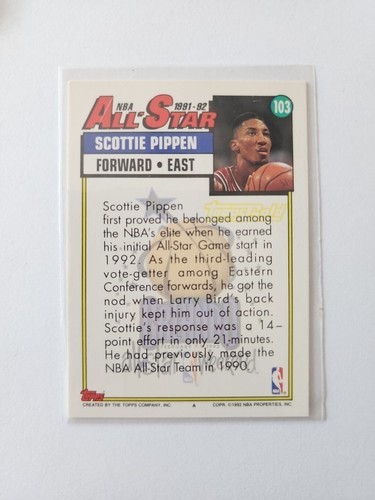 NBA 1991-92
ALL-STAR
103
SCOTTIE PIPPEN
FORWARD • EAST
Topps Gold
Scottie Pippen
first proved he belonged among
the NBA's elite when he earned
his initial All-Star Game start in
1992. As the third-leading
vote-getter among Eastern
Conference forwards, he got the
nod when Larry Bird's back
injury kept him out of action.
Scottie's response was a 14–
point effort in only 21-minutes.
He had previously made the
NBA All-Star Team in 1990.
Topps
NBA
CREATED BY THE TOPPS COMPANY, INC.
A
COPR. ©1992 NBA PROPERTIES, INC.